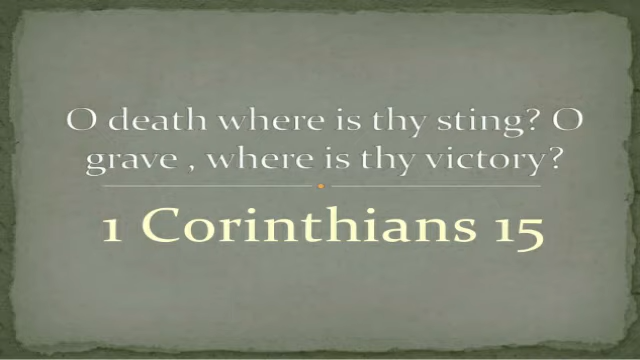 O death where is thy sting? O
grave , where is thy victory?
1 Corinthians 15